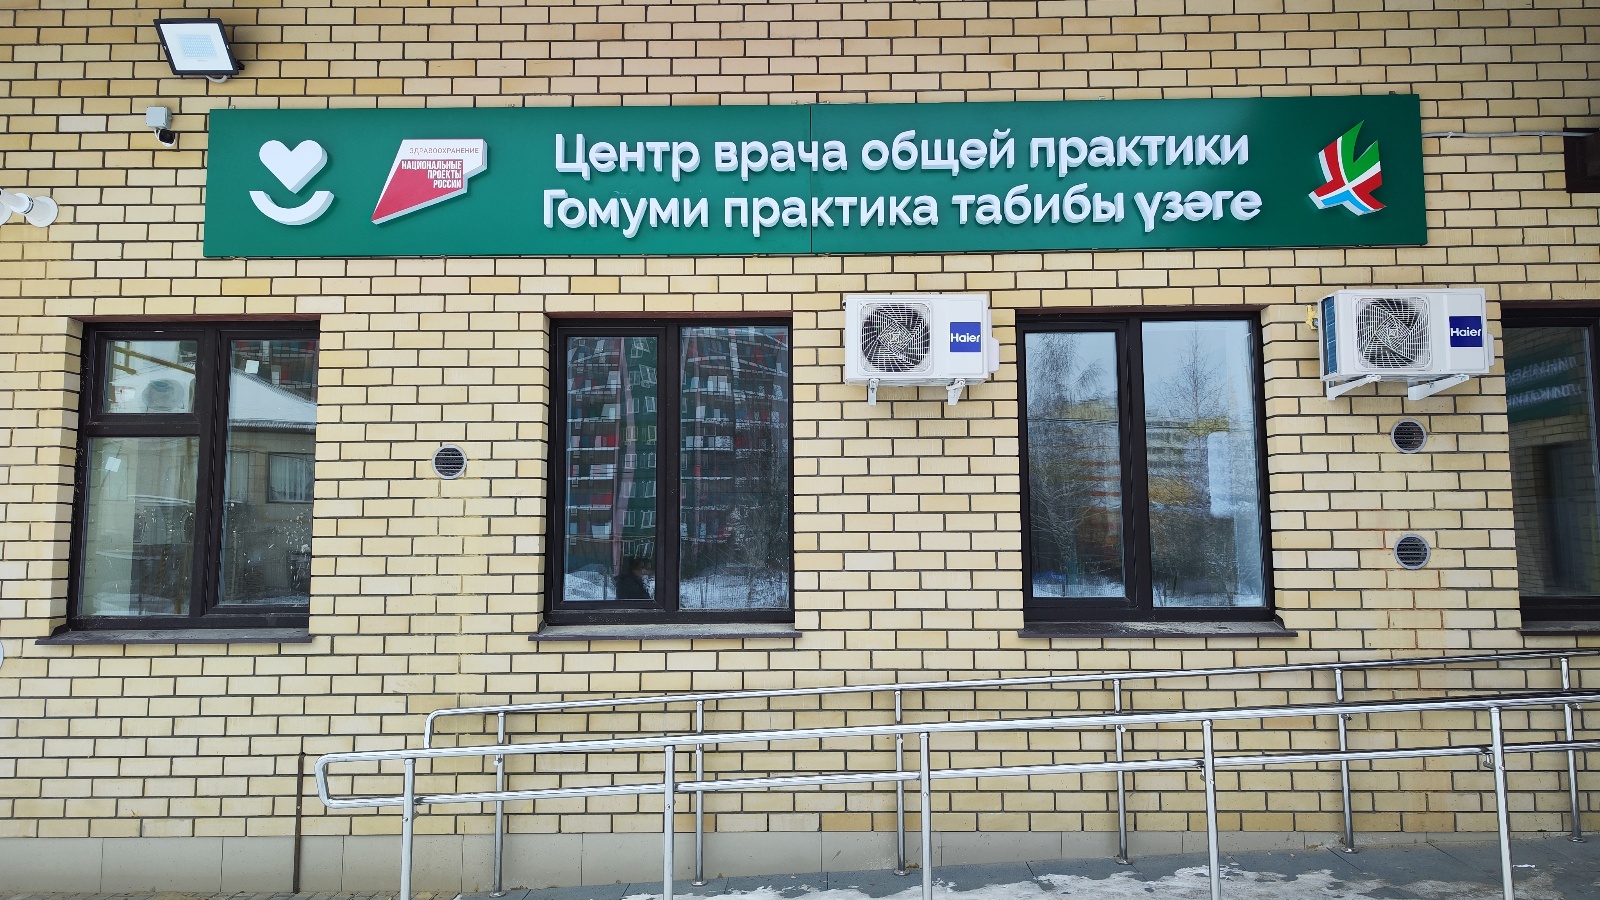 ЗДРАВООХРАНЕНИЕ
НАЦИОНАЛЬНЫЕ
ПРОЕКТЫ
РОССИИ
Центр врача общей практики
Гомуми практика табибы үзәге
Haier
Haier